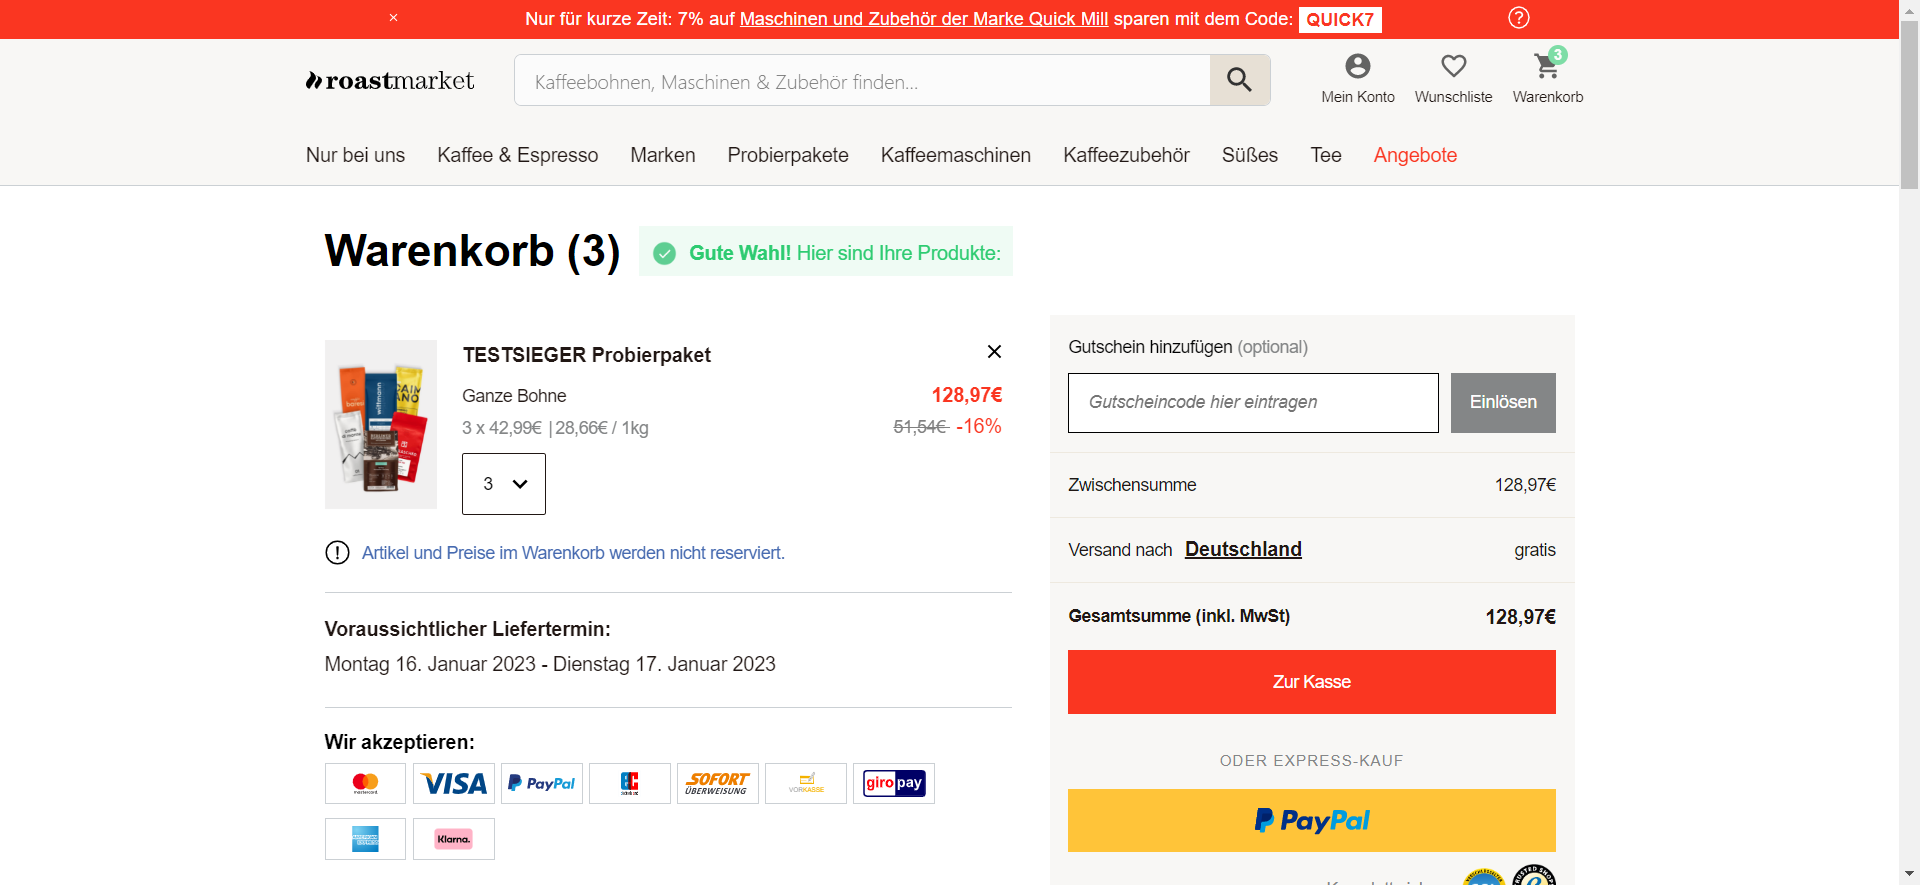 × Nur für kurze Zeit: 7% auf Maschinen und Zubehör der Marke Quick Mill sparen mit dem Code: QUICK7 ?
roastmarket
Kaffeebohnen, Maschinen & Zubehör finden...
3
Mein Konto Wunschliste Warenkorb
Nur bei uns Kaffee & Espresso Marken Probierpakete Kaffeemaschinen Kaffeezubehör Süßes Tee Angebote
Warenkorb (3) Gute Wahl! Hier sind Ihre Produkte:
TESTSIEGER Probierpaket
Ganze Bohne 128,97€
3 x 42,99€ | 28,66€ / 1kg 51,54€ -16%
3
Artikel und Preise im Warenkorb werden nicht reserviert.
Voraussichtlicher Liefertermin:
Montag 16. Januar 2023 - Dienstag 17. Januar 2023
Wir akzeptieren:
mastercard VISA PayPal SOFORT ÜBERWEISUNG VORKASSE giropay
AMERICAN EXPRESS Klarna.
Gutschein hinzufügen (optional)
Gutscheincode hier eintragen Einlösen
Zwischensumme 128,97€
Versand nach Deutschland gratis
Gesamtsumme (inkl. MwSt) 128,97€
Zur Kasse
ODER EXPRESS-KAUF
PayPal
TRUSTED SHOPS